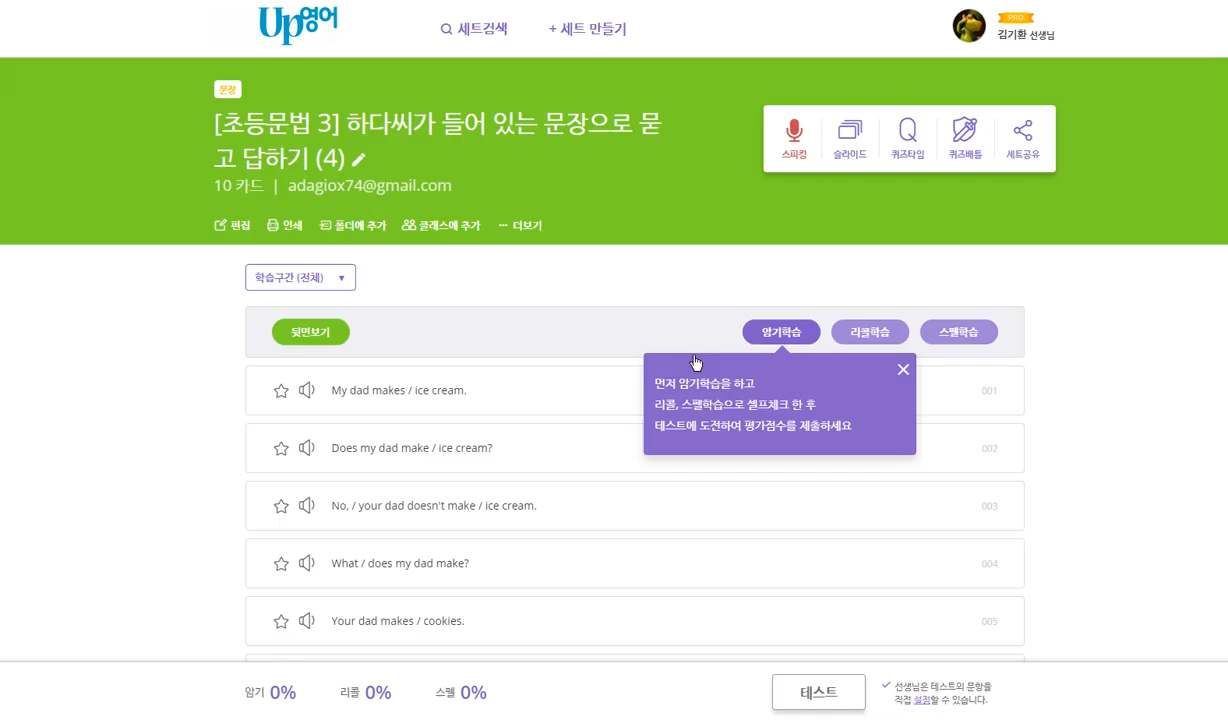 Up영어
세트검색
+ 세트 만들기
PRO
김기환 선생님
문장
[초등문법 3] 하다씨가 들어 있는 문장으로 묻
고 답하기 (4)
10 카드 | adagiox74@gmail.com
스피킹
슬라이드
퀴즈타임
퀴즈배틀
세트공유
편집
인쇄
폴더에 추가
클래스에 추가
··· 더보기
학습구간 (전체) ▼
뒷면보기
암기학습
리콜학습
스펠학습
먼저 암기학습을 하고
리콜, 스펠학습으로 셀프체크 한 후
테스트에 도전하여 평가점수를 제출하세요
My dad makes / ice cream.
001
Does my dad make / ice cream?
002
No, / your dad doesn't make / ice cream.
003
What / does my dad make?
004
Your dad makes / cookies.
005
암기 0%
리콜 0%
스펠 0%
테스트
선생님은 테스트의 문항을
직접 설정할 수 있습니다.